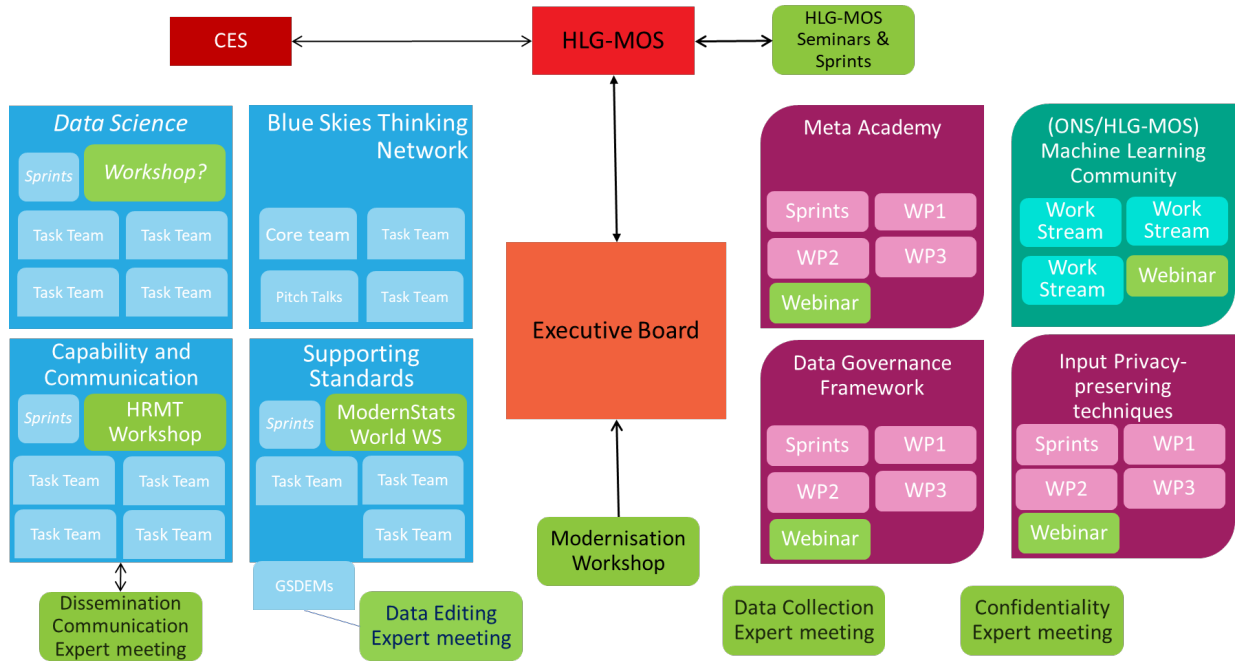 CES
HLG-MOS
HLG-MOS
Seminars &
Sprints
Data Science
Sprints
Workshop?
Task Team
Task Team
Task Team
Task Team
Blue Skies Thinking
Network
Core team
Task Team
Pitch Talks
Task Team
Capability and
Communication
Sprints
HRMT
Workshop
Task Team
Task Team
Task Team
Task Team
Supporting
Standards
Sprints
ModernStats
World WS
Task Team
Task Team
Task Team
GSDEMs
Dissemination
Communication
Expert meeting
Data Editing
Expert meeting
Executive Board
Modernisation
Workshop
Meta Academy
Sprints
WP1
WP2
WP3
Webinar
(ONS/HLG-MOS)
Machine Learning
Community
Work
Stream
Work
Stream
Work
Stream
Webinar
Data Governance
Framework
Sprints
WP1
WP2
WP3
Webinar
Input Privacy-
preserving
techniques
Sprints
WP1
WP2
WP3
Webinar
Data Collection
Expert meeting
Confidentiality
Expert meeting